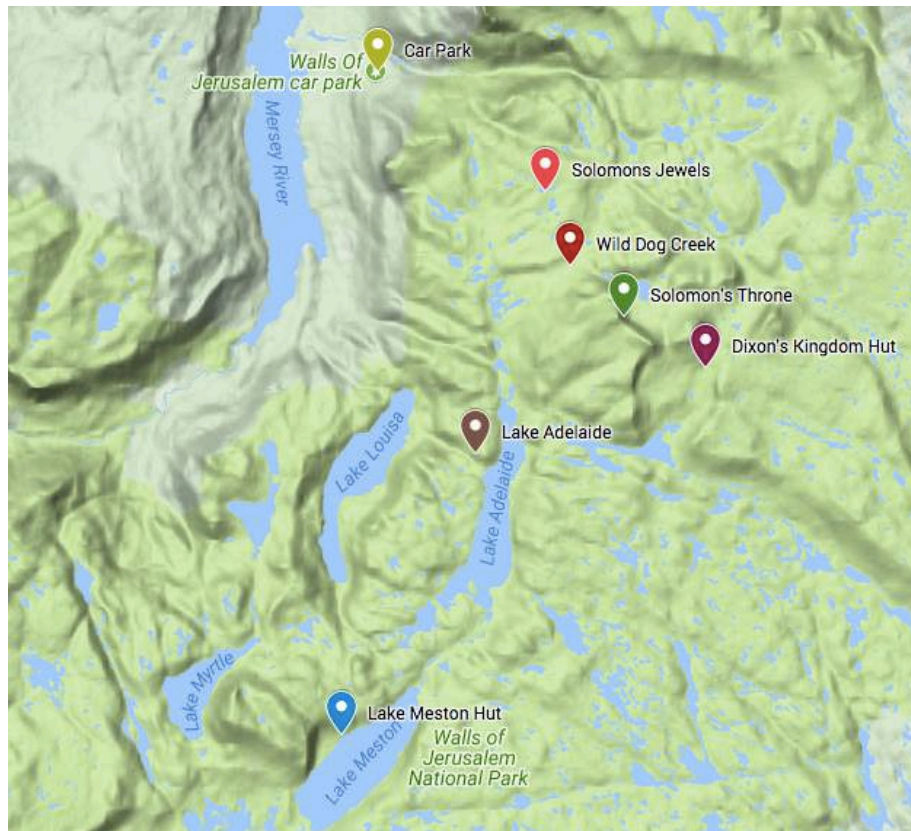 Car Park
Walls Of
Jerusalem car park
Mersey River
Solomons Jewels
Wild Dog Creek
Solomon's Throne
Dixon's Kingdom Hut
Lake Adelaide
Lake Louisa
Lake Adelaide
Lake Myrtle
Lake Meston Hut
Lake Meston
Walls of
Jerusalem
National Park